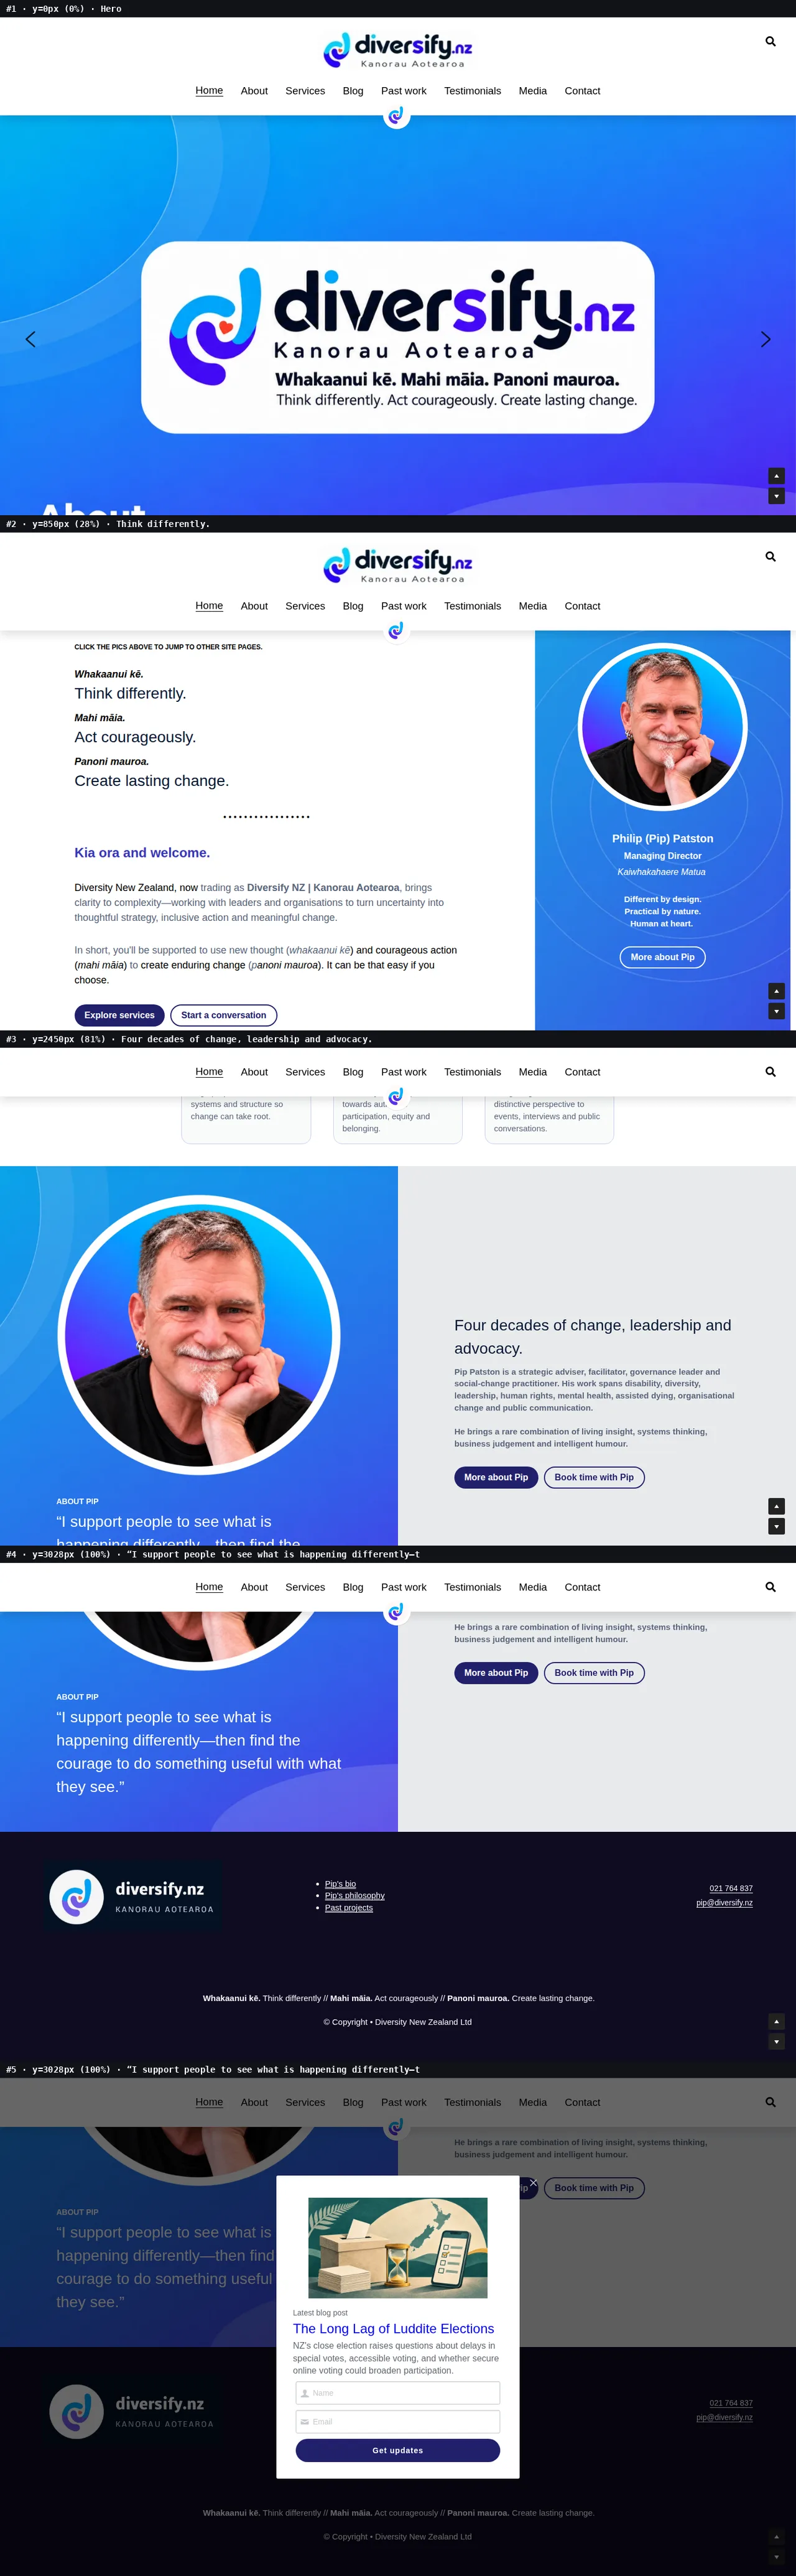 #1 · y=0px (0%) · Hero
diversify.nz
Kanorau Aotearoa
Home About Services Blog Past work Testimonials Media Contact
diversify.nz
Kanorau Aotearoa
Whakaanui kē. Mahi māia. Panoni mauroa.
Think differently. Act courageously. Create lasting change.
About
#2 · y=850px (28%) · Think differently.
diversify.nz
Kanorau Aotearoa
Home About Services Blog Past work Testimonials Media Contact
CLICK THE PICS ABOVE TO JUMP TO OTHER SITE PAGES.
Whakaanui kē.
Think differently.
Mahi māia.
Act courageously.
Panoni mauroa.
Create lasting change.
•••••••••••••••••
Kia ora and welcome.
Diversity New Zealand, now trading as Diversify NZ | Kanorau Aotearoa, brings
clarity to complexity—working with leaders and organisations to turn uncertainty into
thoughtful strategy, inclusive action and meaningful change.
In short, you'll be supported to use new thought (whakaanui kē) and courageous action
(mahi māia) to create enduring change (panoni mauroa). It can be that easy if you
choose.
Explore services Start a conversation
Philip (Pip) Patston
Managing Director
Kaiwhakahaere Matua
Different by design.
Practical by nature.
Human at heart.
More about Pip
#3 · y=2450px (81%) · Four decades of change, leadership and advocacy.
Home About Services Blog Past work Testimonials Media Contact
systems and structure so
change can take root.
participation, equity and
belonging.
distinctive perspective to
events, interviews and public
conversations.
ABOUT PIP
“I support people to see what is
happening differently—then find the
Four decades of change, leadership and
advocacy.
Pip Patston is a strategic adviser, facilitator, governance leader and
social-change practitioner. His work spans disability, diversity,
leadership, human rights, mental health, assisted dying, organisational
change and public communication.
He brings a rare combination of living insight, systems thinking,
business judgement and intelligent humour.
More about Pip Book time with Pip
#4 · y=3028px (100%) · “I support people to see what is happening differently—t
Home About Services Blog Past work Testimonials Media Contact
He brings a rare combination of living insight, systems thinking,
business judgement and intelligent humour.
More about Pip Book time with Pip
ABOUT PIP
“I support people to see what is
happening differently—then find the
courage to do something useful with what
they see.”
diversify.nz
KANORAU AOTEAROA
• Pip's bio
• Pip's philosophy
• Past projects
021 764 837
pip@diversify.nz
Whakaanui kē. Think differently // Mahi māia. Act courageously // Panoni mauroa. Create lasting change.
© Copyright • Diversity New Zealand Ltd
#5 · y=3028px (100%) · “I support people to see what is happening differently—t
Home About Services Blog Past work Testimonials Media Contact
He brings a rare combination of living insight, systems thinking,
business judgement and intelligent humour.
Book time with Pip
ABOUT PIP
“I support people to see what is
happening differently—then find
courage to do something useful
they see.”
Latest blog post
The Long Lag of Luddite Elections
NZ's close election raises questions about delays in
special votes, accessible voting, and whether secure
online voting could broaden participation.
Name
Email
Get updates
diversify.nz
KANORAU AOTEAROA
021 764 837
pip@diversify.nz
Whakaanui kē. Think differently // Mahi māia. Act courageously // Panoni mauroa. Create lasting change.
© Copyright • Diversity New Zealand Ltd